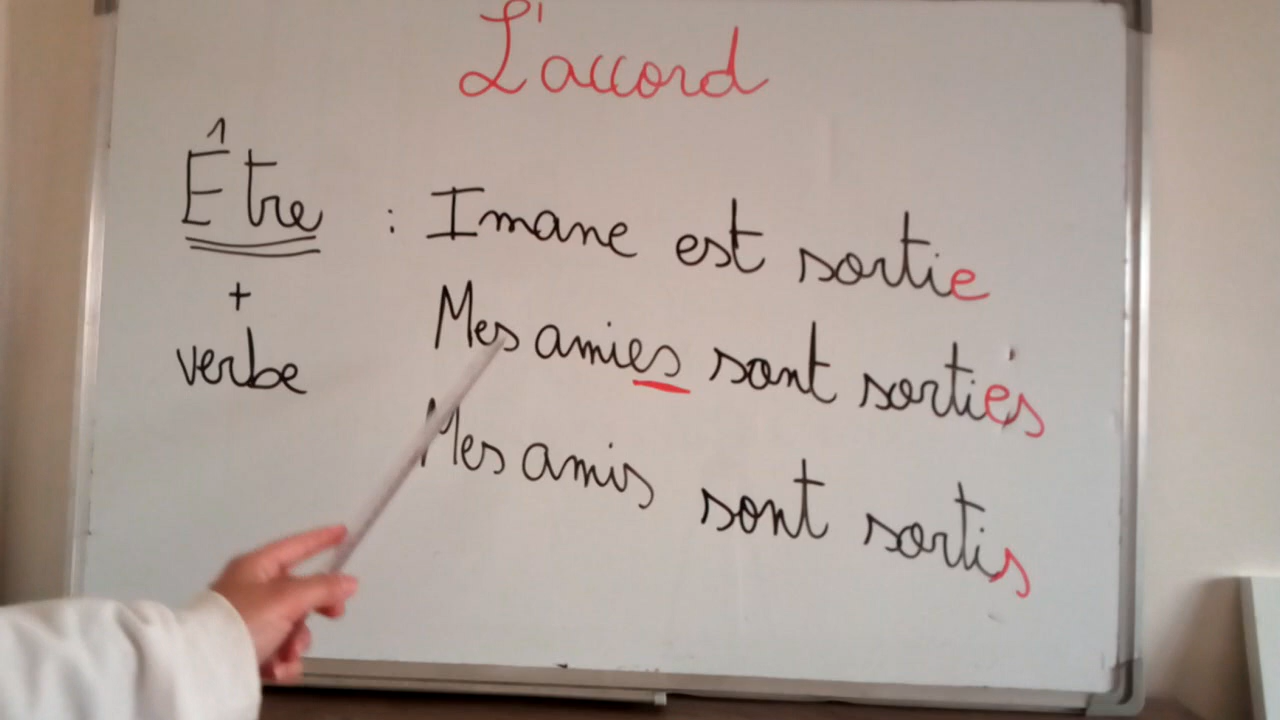 L'accord
Être : Imane est sortie
+
verbe
Mes amies sont sorties
Mes amis sont sortis